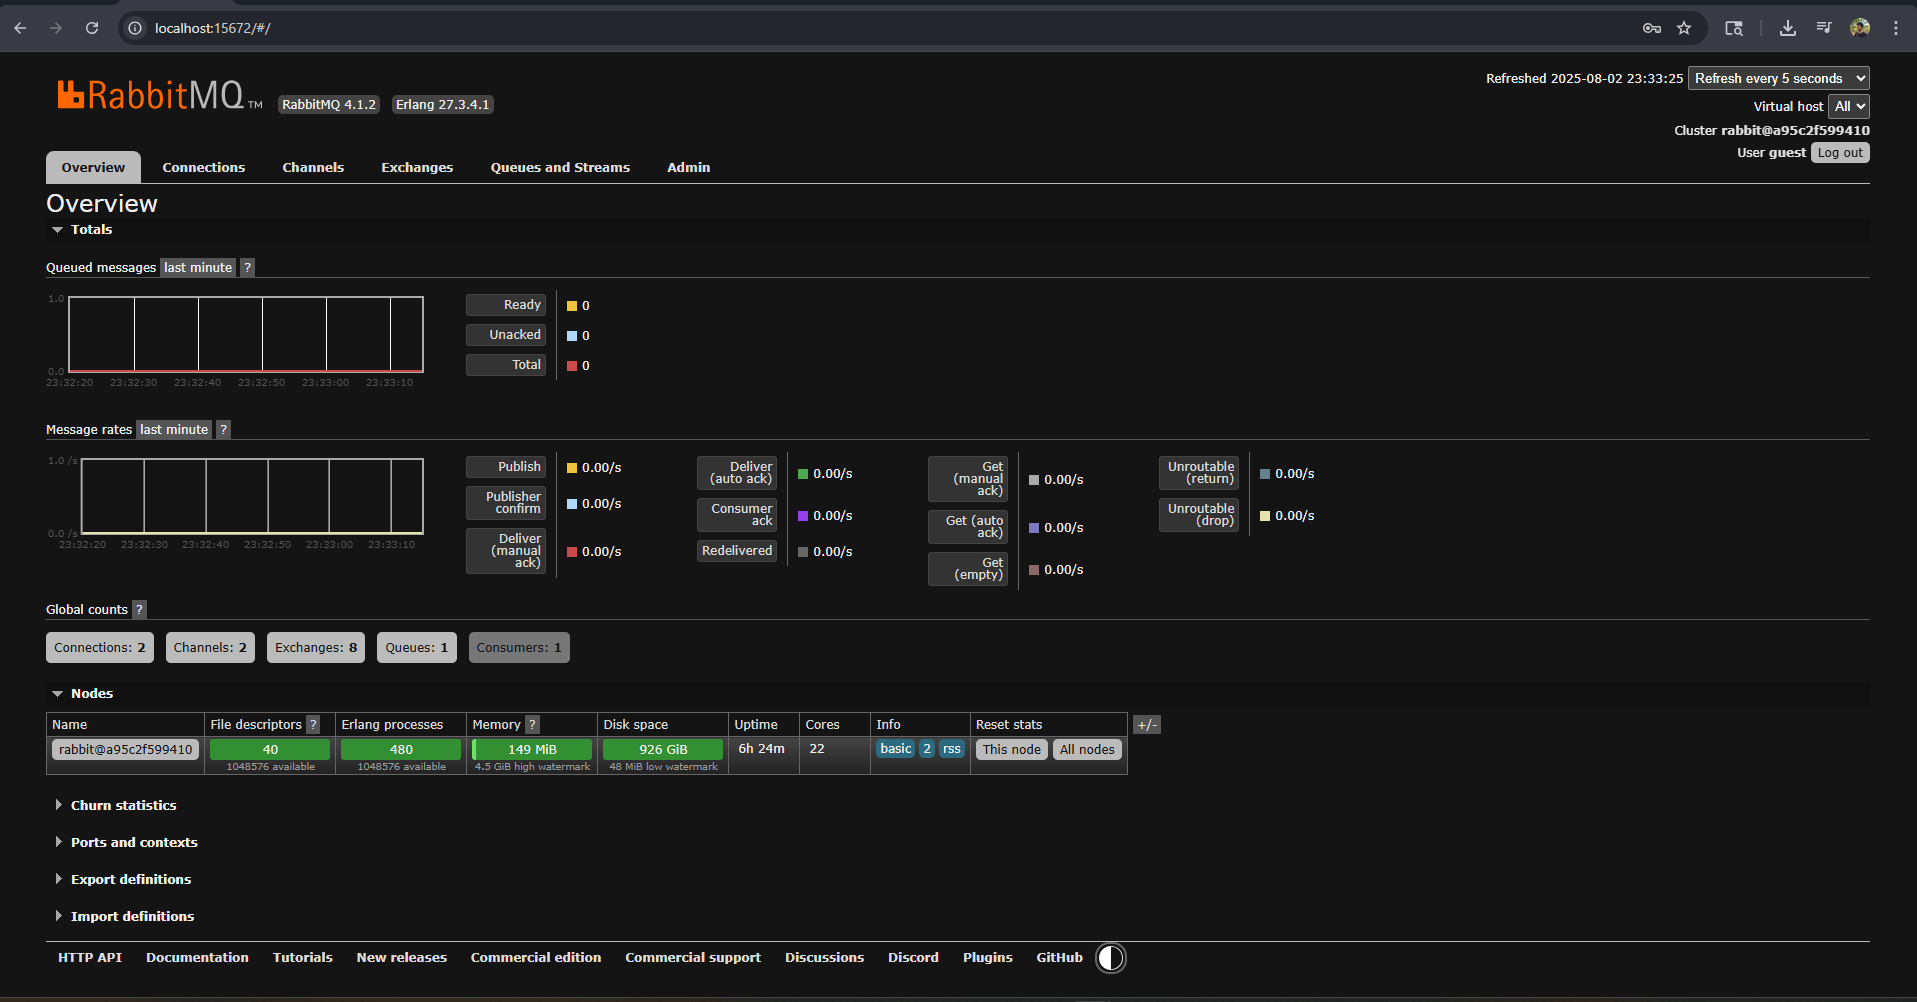 localhost:15672/#/
RabbitMQ TM
RabbitMQ 4.1.2
Erlang 27.3.4.1
Refreshed 2025-08-02 23:33:25 Refresh every 5 seconds
Virtual host All
Cluster rabbit@a95c2f599410
User guest Log out
Overview Connections Channels Exchanges Queues and Streams Admin
Overview
Totals
Queued messages last minute ?
1.0
0.0
23:32:20 23:32:30 23:32:40 23:32:50 23:33:00 23:33:10
Ready 0
Unacked 0
Total 0
Message rates last minute ?
1.0 /s
0.0 /s
23:32:20 23:32:30 23:32:40 23:32:50 23:33:00 23:33:10
Publish 0.00/s
Publisher
confirm 0.00/s
Deliver
(manual
ack) 0.00/s
Deliver
(auto ack) 0.00/s
Consumer
ack 0.00/s
Redelivered 0.00/s
Get
(manual
ack) 0.00/s
Get (auto
ack) 0.00/s
Get
(empty) 0.00/s
Unroutable
(return) 0.00/s
Unroutable
(drop) 0.00/s
Global counts ?
Connections: 2 Channels: 2 Exchanges: 8 Queues: 1 Consumers: 1
Nodes
Name File descriptors ? Erlang processes Memory ? Disk space Uptime Cores Info Reset stats +/-
rabbit@a95c2f599410 40 480 149 MiB 926 GiB 6h 24m 22 basic 2 rss This node All nodes
1048576 available 1048576 available 4.5 GiB high watermark 48 MiB low watermark
Churn statistics
Ports and contexts
Export definitions
Import definitions
HTTP API Documentation Tutorials New releases Commercial edition Commercial support Discussions Discord Plugins GitHub